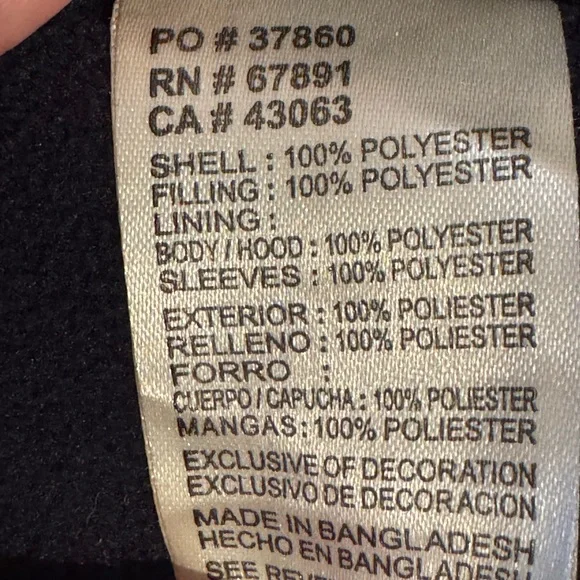 PO # 37860
RN # 67891
CA # 43063
SHELL : 100% POLYESTER
FILLING : 100% POLYESTER
LINING :
BODY / HOOD : 100% POLYESTER
SLEEVES : 100% POLYESTER
EXTERIOR : 100% POLIESTER
RELLENO : 100% POLIESTER
FORRO :
CUERPO / CAPUCHA : 100% POLIESTER
MANGAS : 100% POLIESTER
EXCLUSIVE OF DECORATION
EXCLUSIVO DE DECORACION
MADE IN BANGLADESH
HECHO EN BANGLADESH
SEE